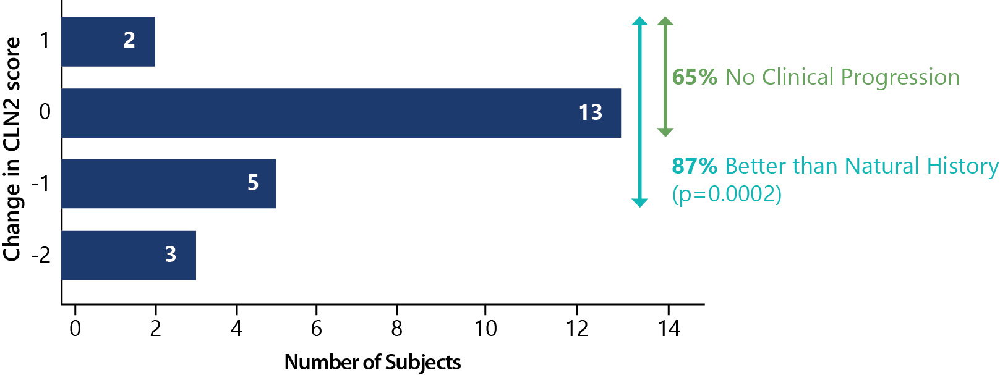 Change in CLN2 score
1
2
0
13
-1
5
-2
3
65% No Clinical Progression
87% Better than Natural History
(p=0.0002)
0 2 4 6 8 10 12 14
Number of Subjects